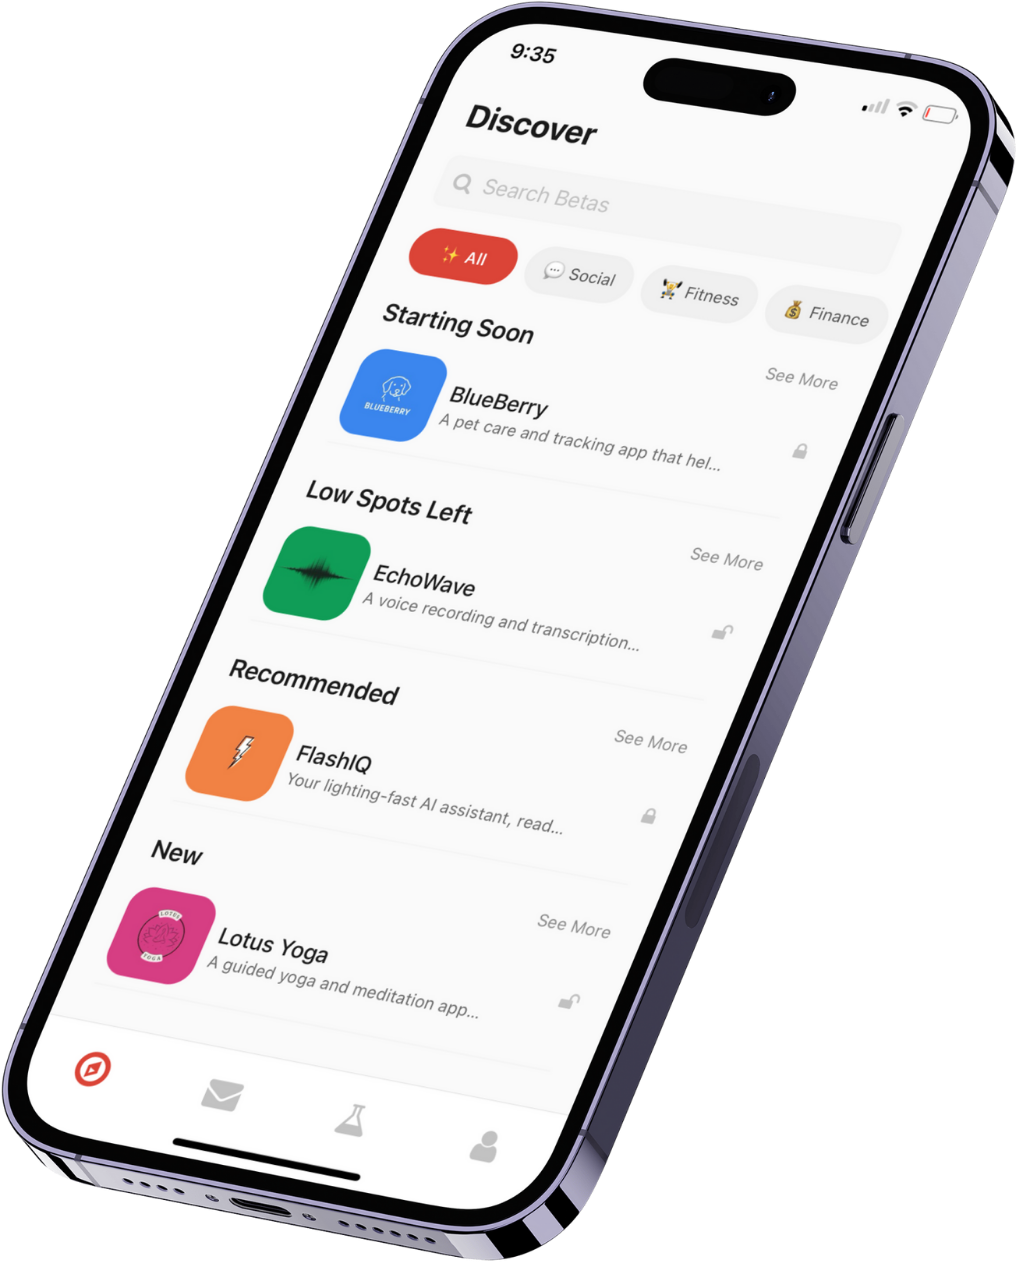 9:35
Discover
Search Betas
✨ All
💬 Social
🏋️ Fitness
💰 Finance
Starting Soon
See More
BLUEBERRY
BlueBerry
A pet care and tracking app that hel...
Low Spots Left
See More
EchoWave
A voice recording and transcription...
Recommended
See More
FlashIQ
Your lighting-fast AI assistant, read...
New
See More
LOTUS
YOGA
Lotus Yoga
A guided yoga and meditation app...